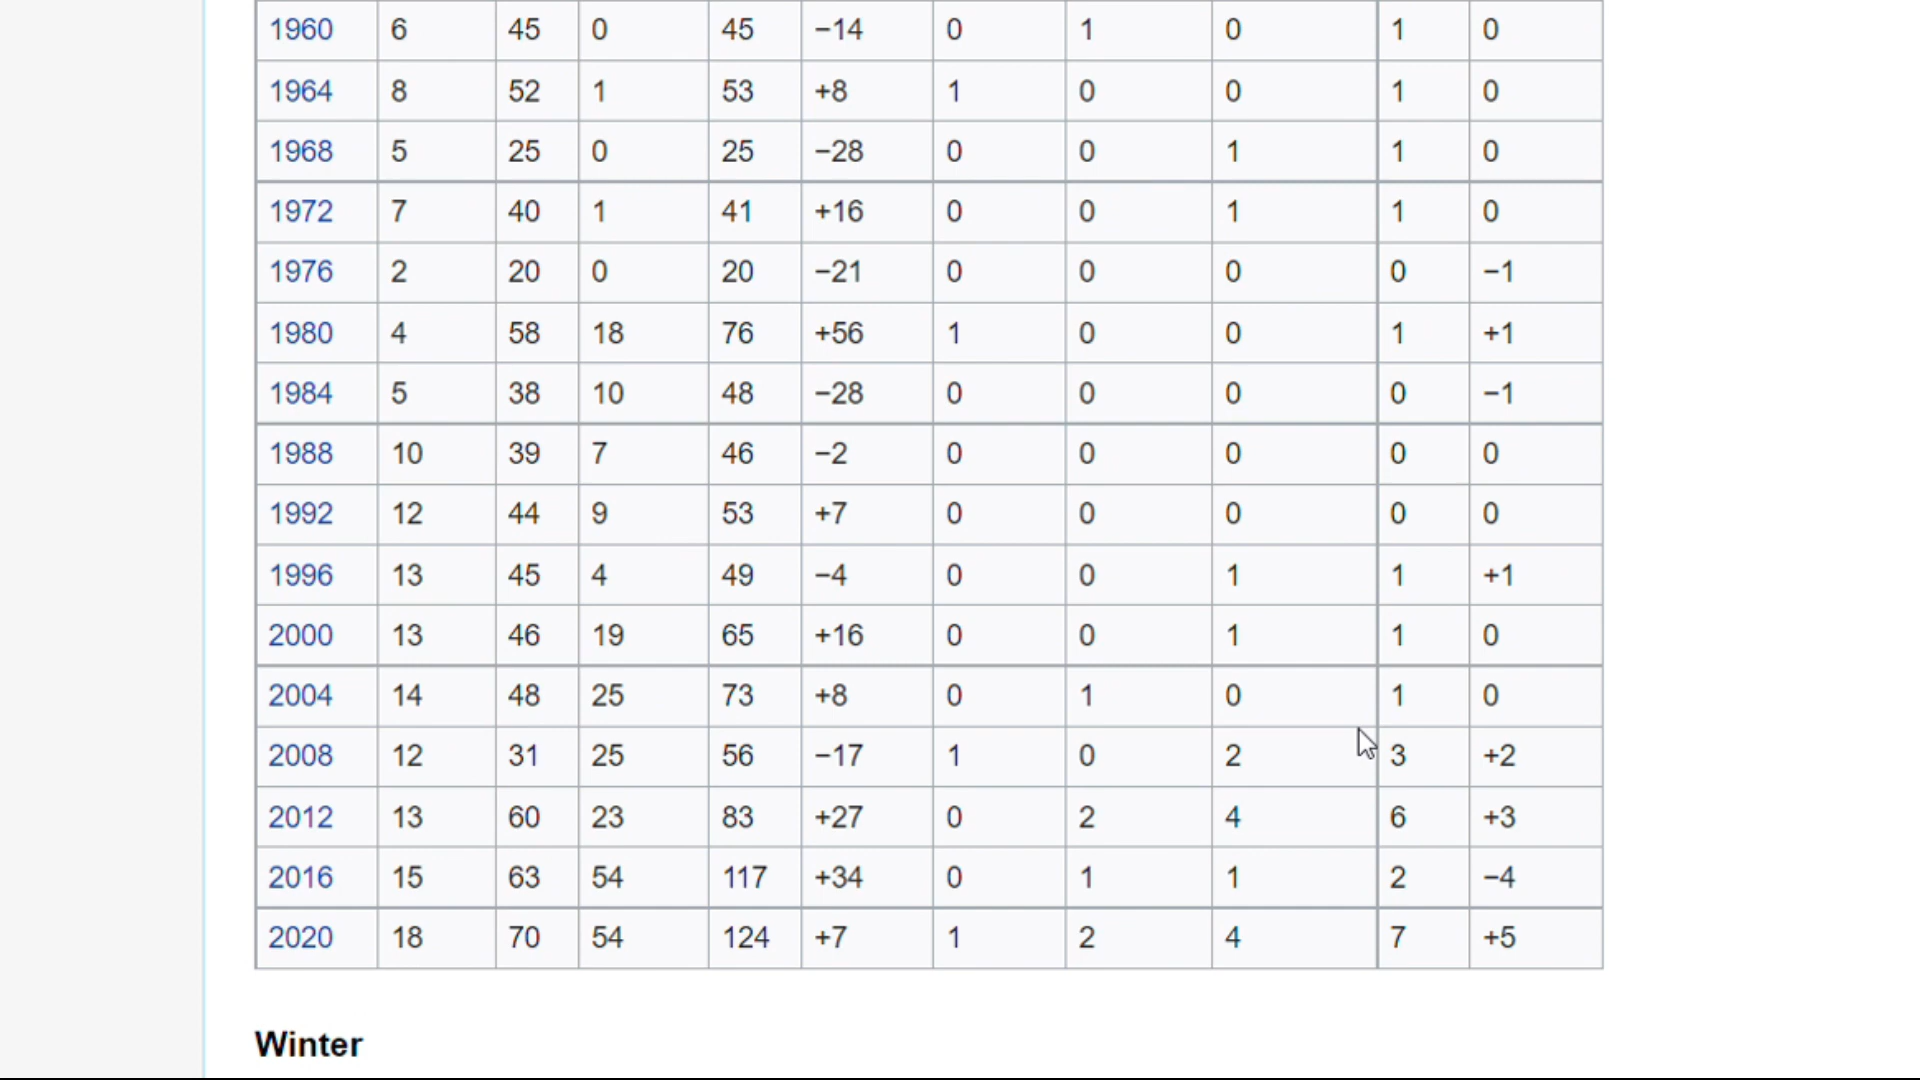 1960 6 45 0 45 −14 0 1 0 1 0
1964 8 52 1 53 +8 1 0 0 1 0
1968 5 25 0 25 −28 0 0 1 1 0
1972 7 40 1 41 +16 0 0 1 1 0
1976 2 20 0 20 −21 0 0 0 0 −1
1980 4 58 18 76 +56 1 0 0 1 +1
1984 5 38 10 48 −28 0 0 0 0 −1
1988 10 39 7 46 −2 0 0 0 0 0
1992 12 44 9 53 +7 0 0 0 0 0
1996 13 45 4 49 −4 0 0 1 1 +1
2000 13 46 19 65 +16 0 0 1 1 0
2004 14 48 25 73 +8 0 1 0 1 0
2008 12 31 25 56 −17 1 0 2 3 +2
2012 13 60 23 83 +27 0 2 4 6 +3
2016 15 63 54 117 +34 0 1 1 2 −4
2020 18 70 54 124 +7 1 2 4 7 +5
Winter